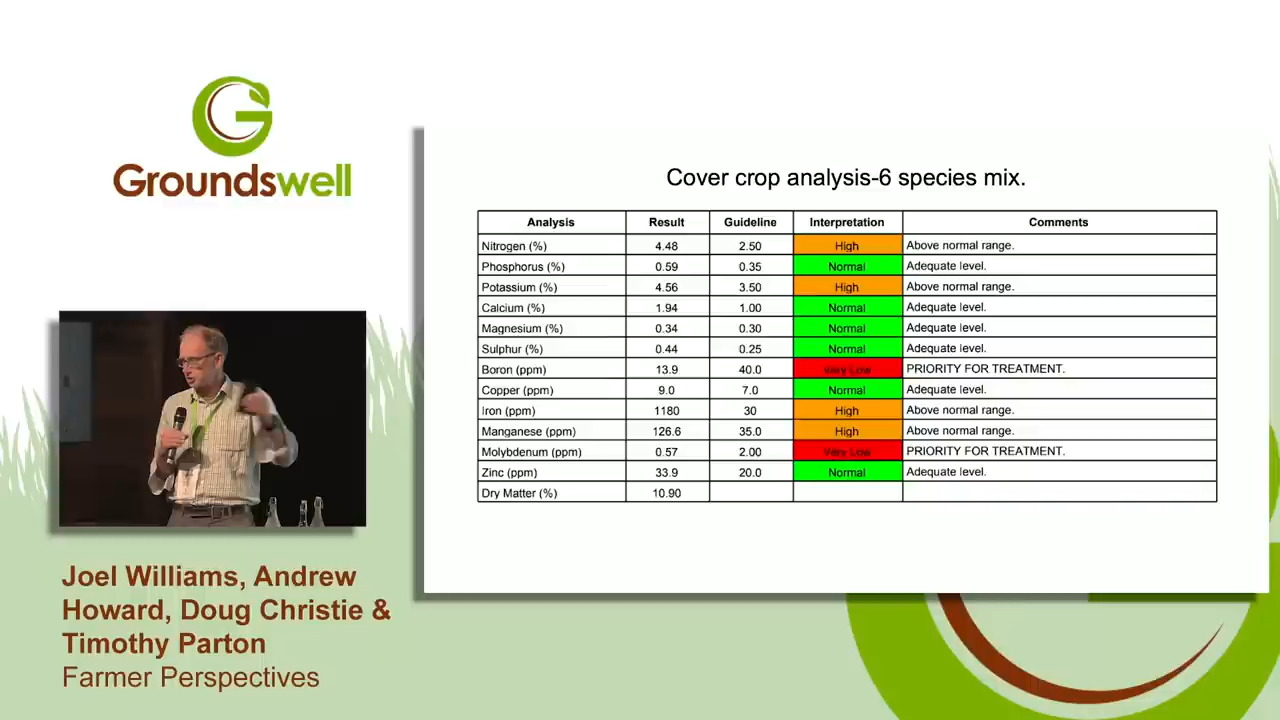 Groundswell
Cover crop analysis-6 species mix.
Analysis Result Guideline Interpretation Comments
Nitrogen (%) 4.48 2.50 High Above normal range.
Phosphorus (%) 0.59 0.35 Normal Adequate level.
Potassium (%) 4.56 3.50 High Above normal range.
Calcium (%) 1.94 1.00 Normal Adequate level.
Magnesium (%) 0.34 0.30 Normal Adequate level.
Sulphur (%) 0.44 0.25 Normal Adequate level.
Boron (ppm) 13.9 40.0 Very Low PRIORITY FOR TREATMENT.
Copper (ppm) 9.0 7.0 Normal Adequate level.
Iron (ppm) 1180 30 High Above normal range.
Manganese (ppm) 126.6 35.0 High Above normal range.
Molybdenum (ppm) 0.57 2.00 Very Low PRIORITY FOR TREATMENT.
Zinc (ppm) 33.9 20.0 Normal Adequate level.
Dry Matter (%) 10.90
Joel Williams, Andrew
Howard, Doug Christie &
Timothy Parton
Farmer Perspectives